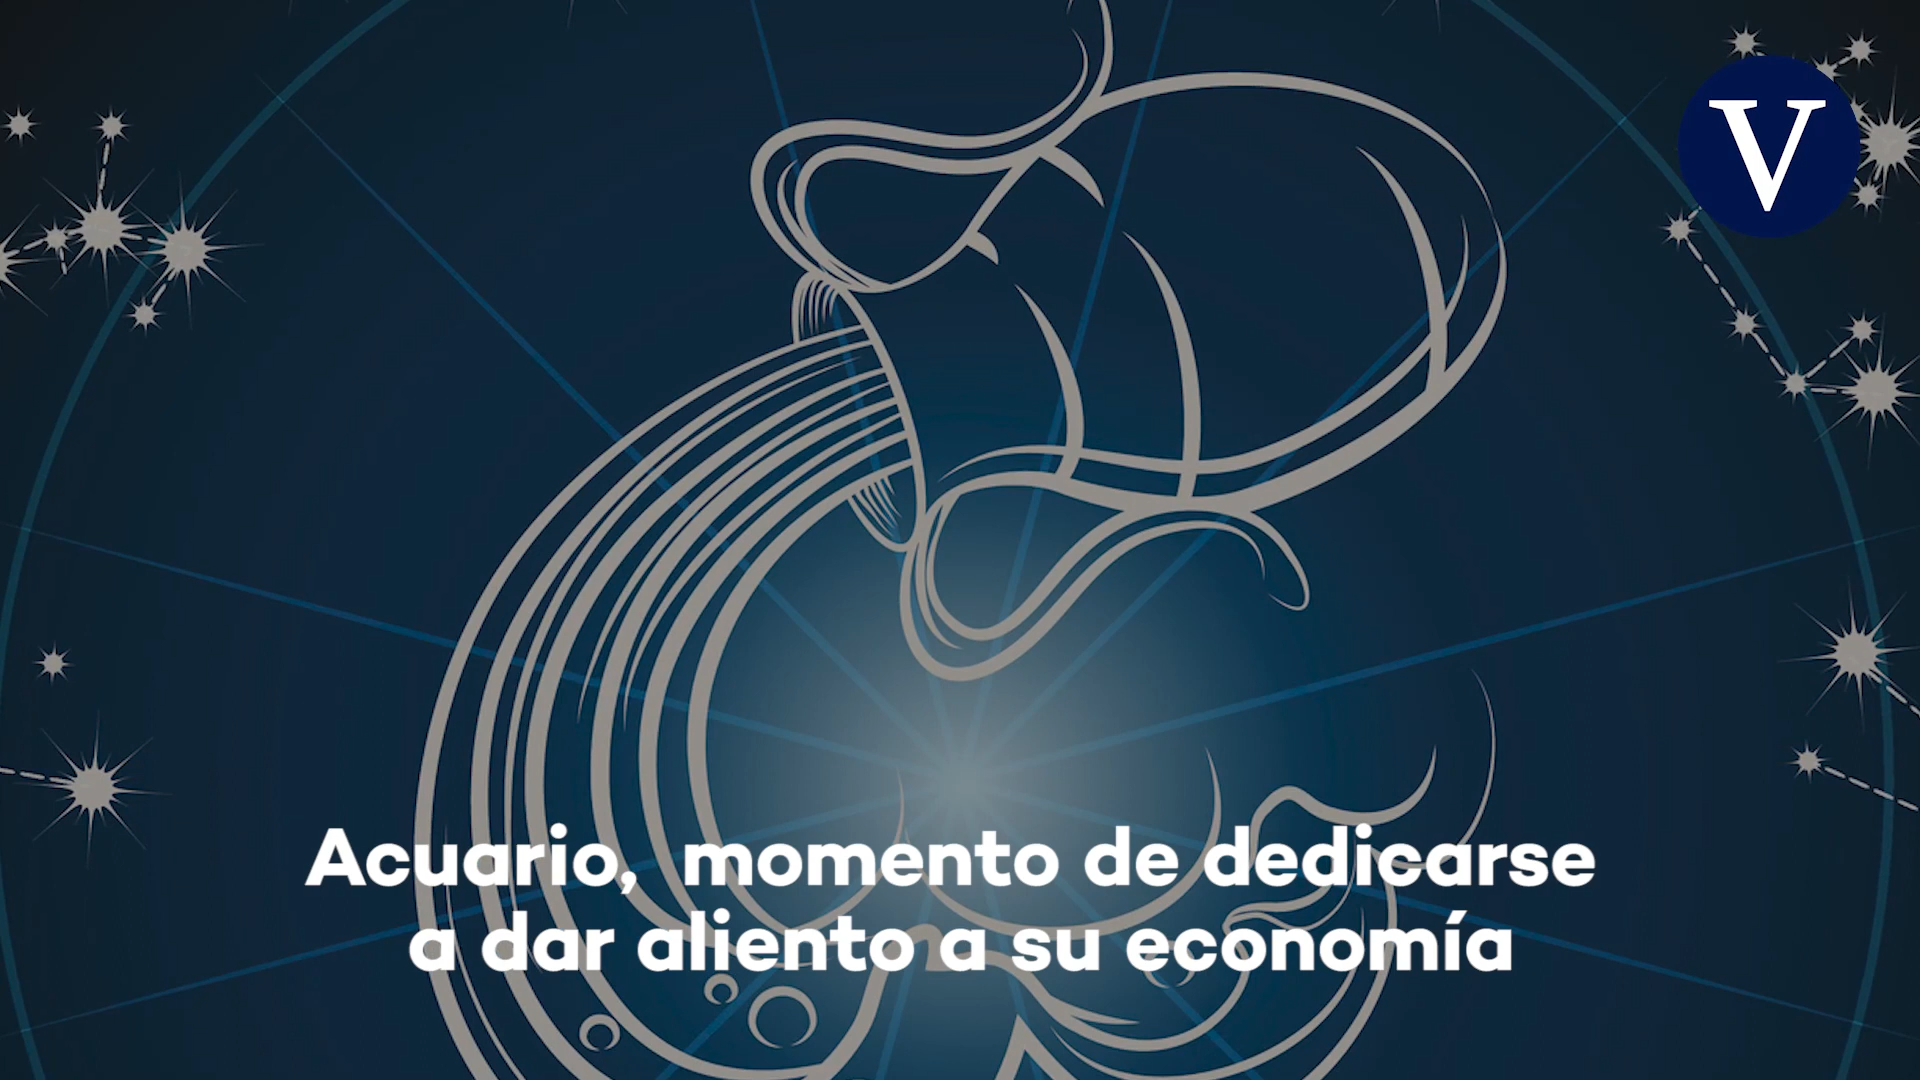 V
Acuario, momento de dedicarse
a dar aliento a su economía